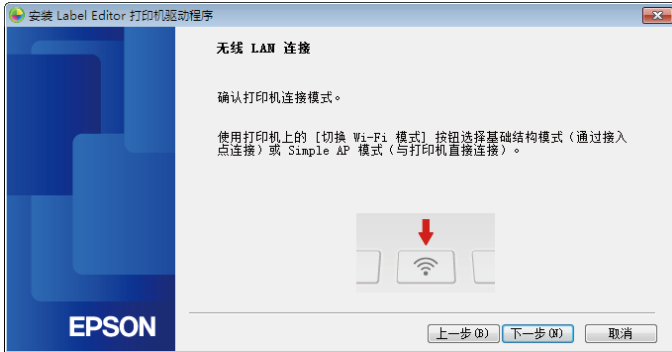 安装 Label Editor 打印机驱动程序
无线 LAN 连接
确认打印机连接模式。
使用打印机上的 [切换 Wi-Fi 模式] 按钮选择基础结构模式（通过接入
点连接）或 Simple AP 模式（与打印机直接连接）。
EPSON
上一步(B) 下一步(N) 取消